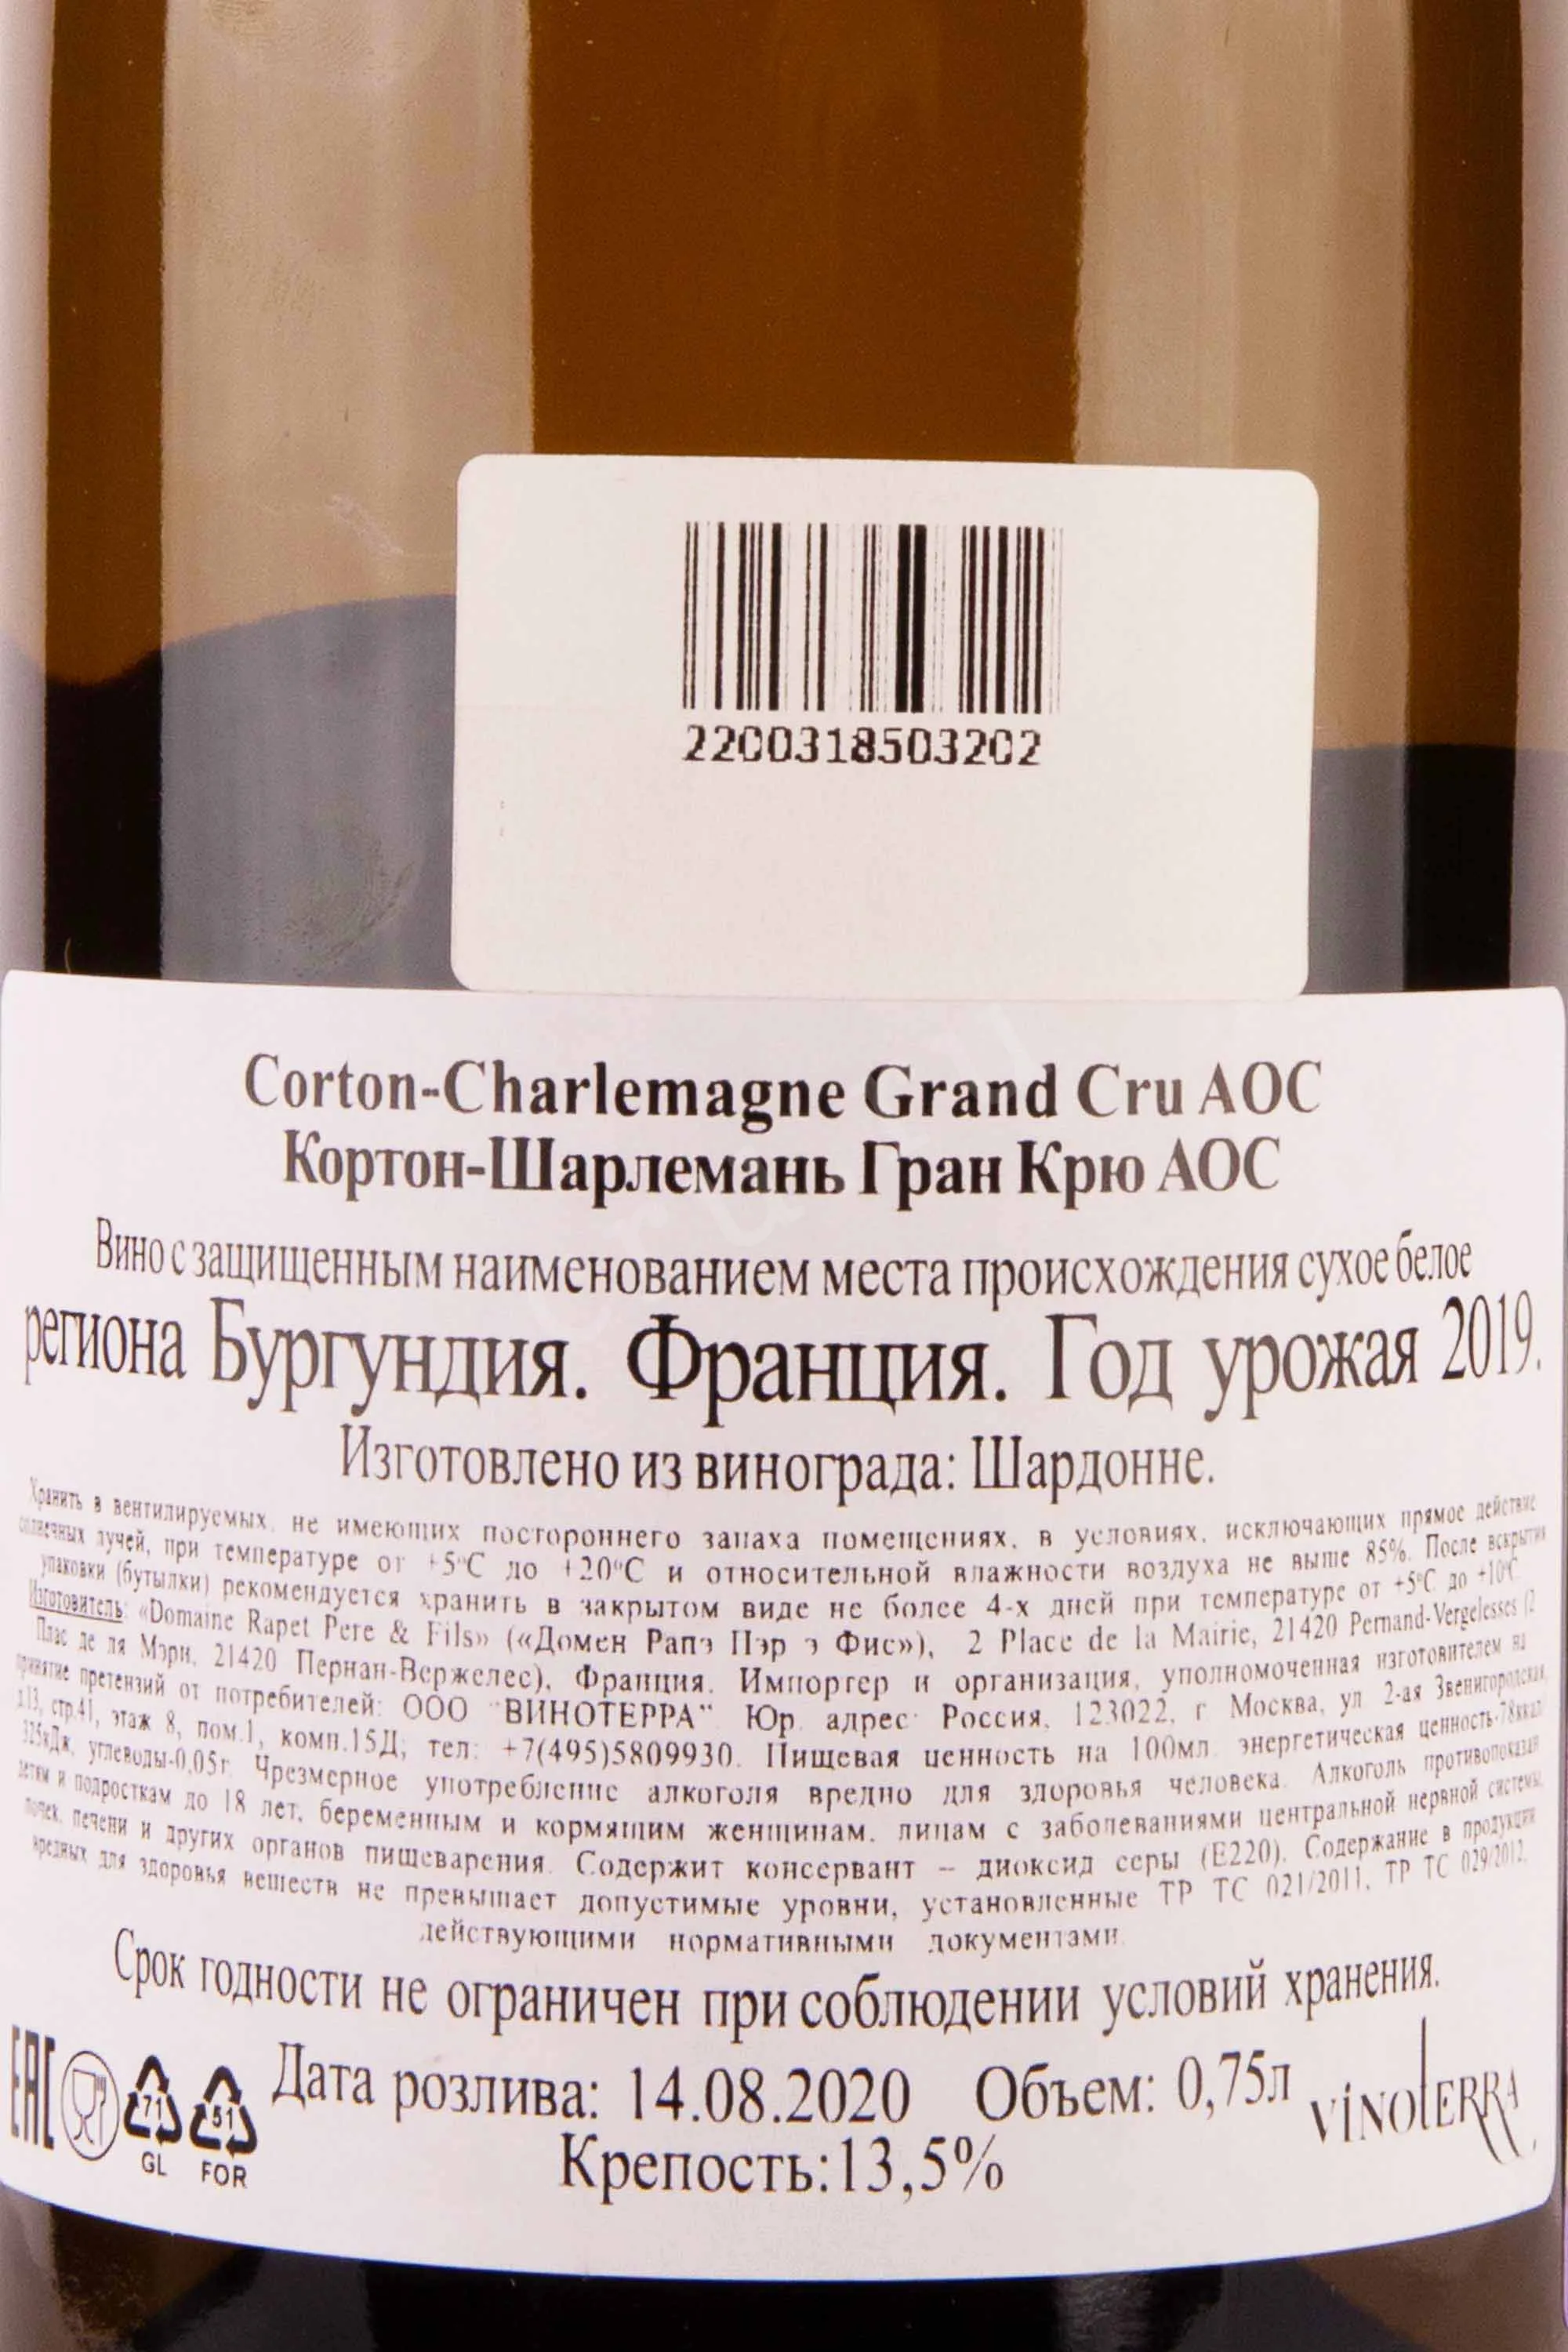 2200318503202
Corton-Charlemagne Grand Cru AOC
Кортон-Шарлемань Гран Крю АОС
Вино с защищенным наименованием места происхождения сухое белое
региона Бургундия. Франция. Год урожая 2019.
Изготовлено из винограда: Шардонне.
Хранить в вентилируемых, не имеющих постороннего запаха помещениях, в условиях, исключающих прямое действие
солнечных лучей, при температуре от +5°С до +20°С и относительной влажности воздуха не выше 85%. После вскрытия
упаковки (бутылки) рекомендуется хранить в закрытом виде не более 4-х дней при температуре от +5°С до +10°С
Изготовитель: «Domaine Rapet Pere & Fils» («Домен Рапэ Пэр э Фис»), 2 Place de la Mairie, 21420 Pernand-Vergelesses (2
Плас де ля Мэри, 21420 Пернан-Вержелес), Франция. Импортер и организация, уполномоченная изготовителем на
принятие претензий от потребителей: ООО "ВИНОТЕРРА" Юр. адрес: Россия, 123022, г Москва, ул 2-ая Звенигородская,
д.13, стр.41, этаж 8, пом.1, комп.15Д; тел: +7(495)5809930. Пищевая ценность на 100мл энергетическая ценность-78ккал
325кДж, углеводы-0,05г. Чрезмерное употребление алкоголя вредно для здоровья человека. Алкоголь противопоказан
детям и подросткам до 18 лет, беременным и кормящим женщинам, лицам с заболеваниями центральной нервной системы,
почек, печени и других органов пищеварения. Содержит консервант – диоксид серы (Е220). Содержание в продукции
вредных для здоровья веществ не превышает допустимые уровни, установленные ТР ТС 021/2011, ТР ТС 029/2012,
действующими нормативными документами.
Срок годности не ограничен при соблюдении условий хранения.
EAC 71 GL 51 FOR Дата розлива: 14.08.2020 Объем: 0,75л VINOTERRA
Крепость:13,5%